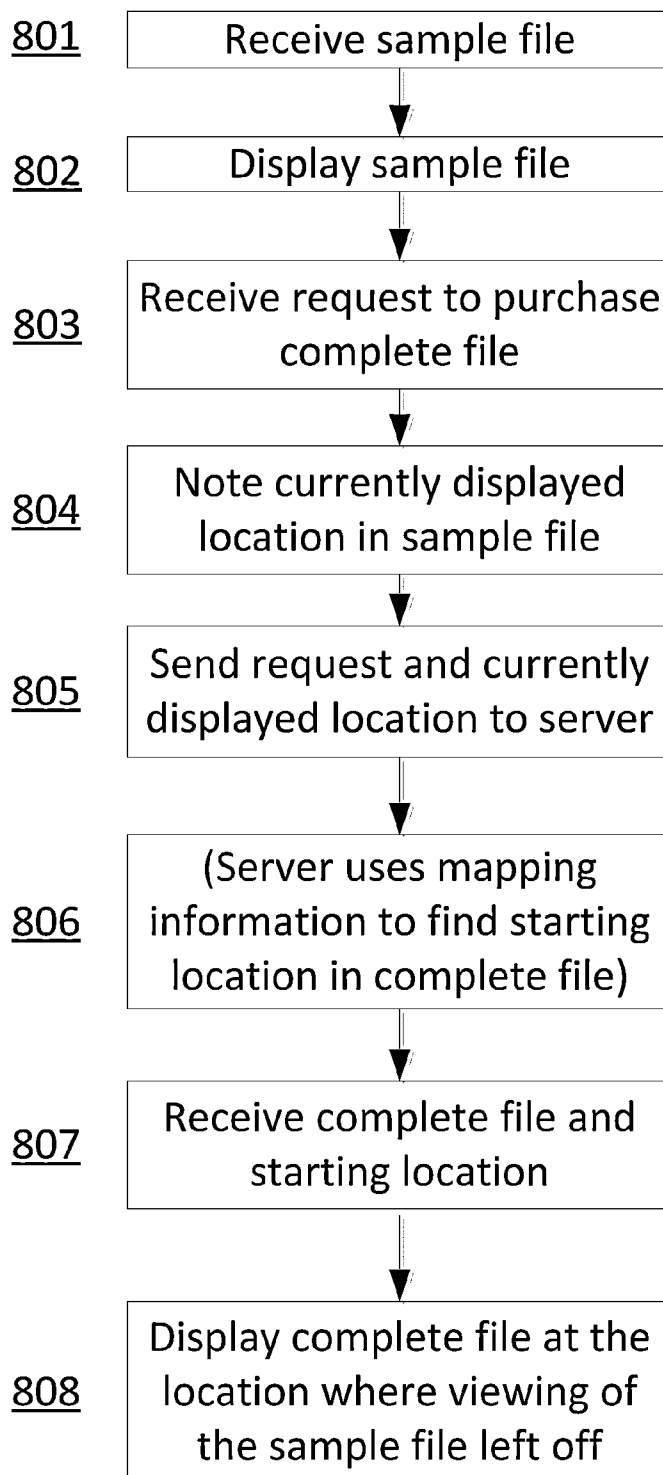 801
Receive sample file
802
Display sample file
803
Receive request to purchase
complete file
804
Note currently displayed
location in sample file
805
Send request and currently
displayed location to server
806
(Server uses mapping
information to find starting
location in complete file)
807
Receive complete file and
starting location
808
Display complete file at the
location where viewing of
the sample file left off